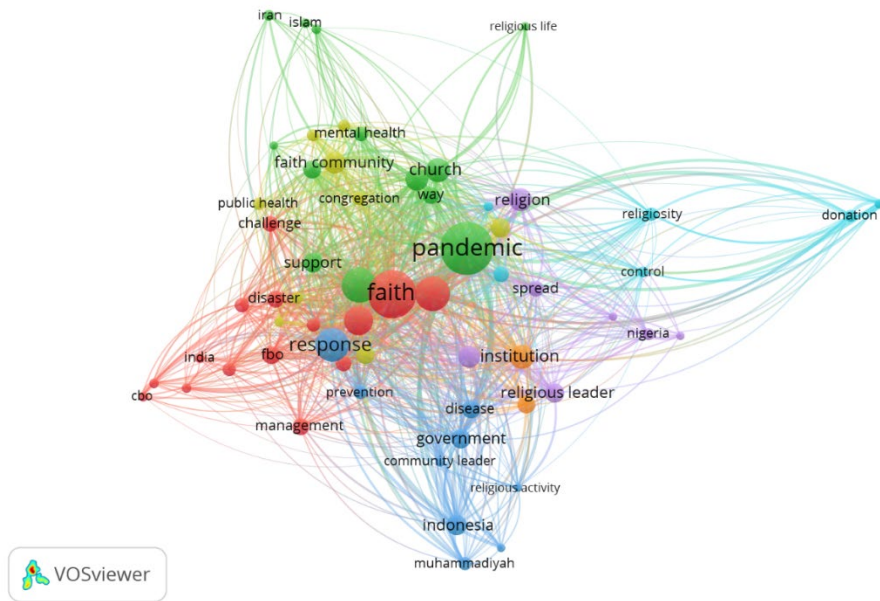 iran
islam
religious life
mental health
faith community
church
public health
congregation
way
religion
challenge
religiosity
donation
pandemic
support
control
faith
spread
disaster
nigeria
response
india
fbo
institution
cbo
prevention
religious leader
disease
management
government
community leader
religious activity
indonesia
muhammadiyah
VOSviewer